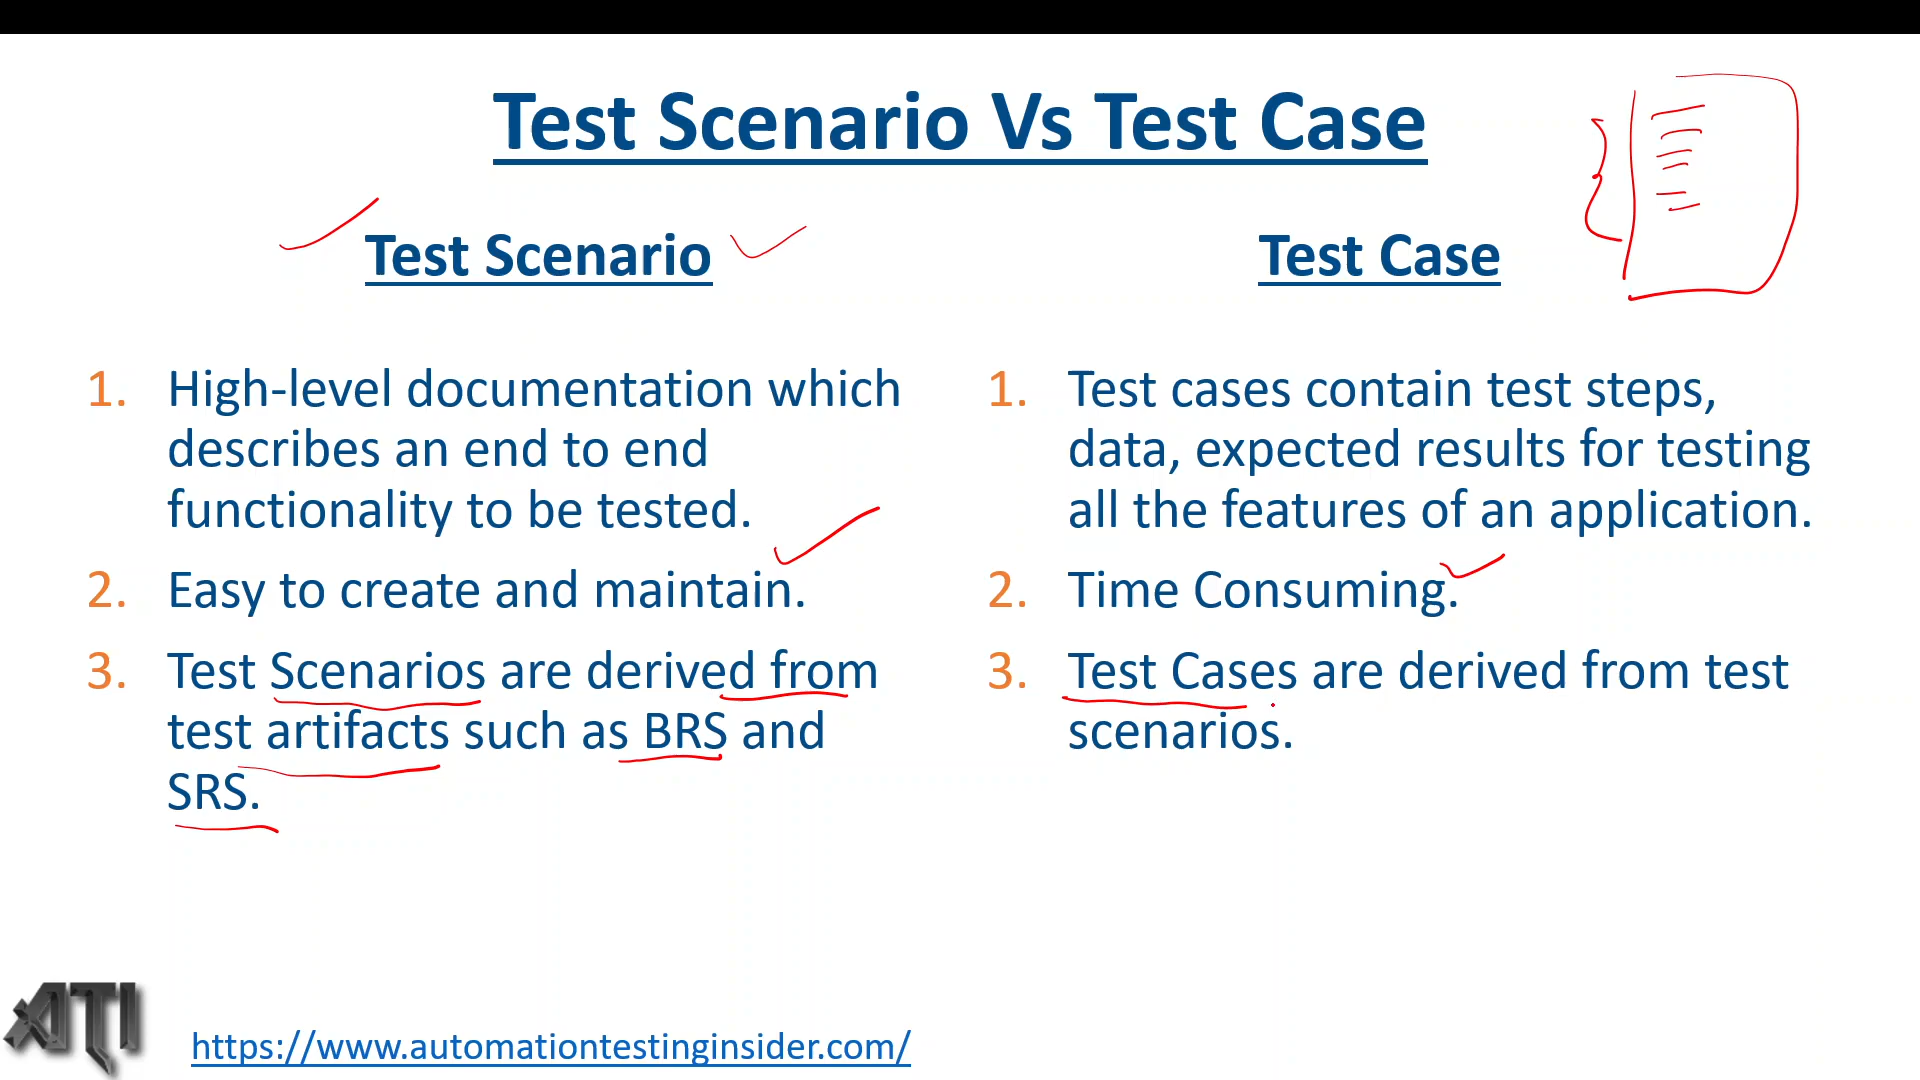 Test Scenario Vs Test Case
Test Scenario
1. High-level documentation which
describes an end to end
functionality to be tested.
2. Easy to create and maintain.
3. Test Scenarios are derived from
test artifacts such as BRS and
SRS.
Test Case
1. Test cases contain test steps,
data, expected results for testing
all the features of an application.
2. Time Consuming.
3. Test Cases are derived from test
scenarios.
ATI
https://www.automationtestinginsider.com/